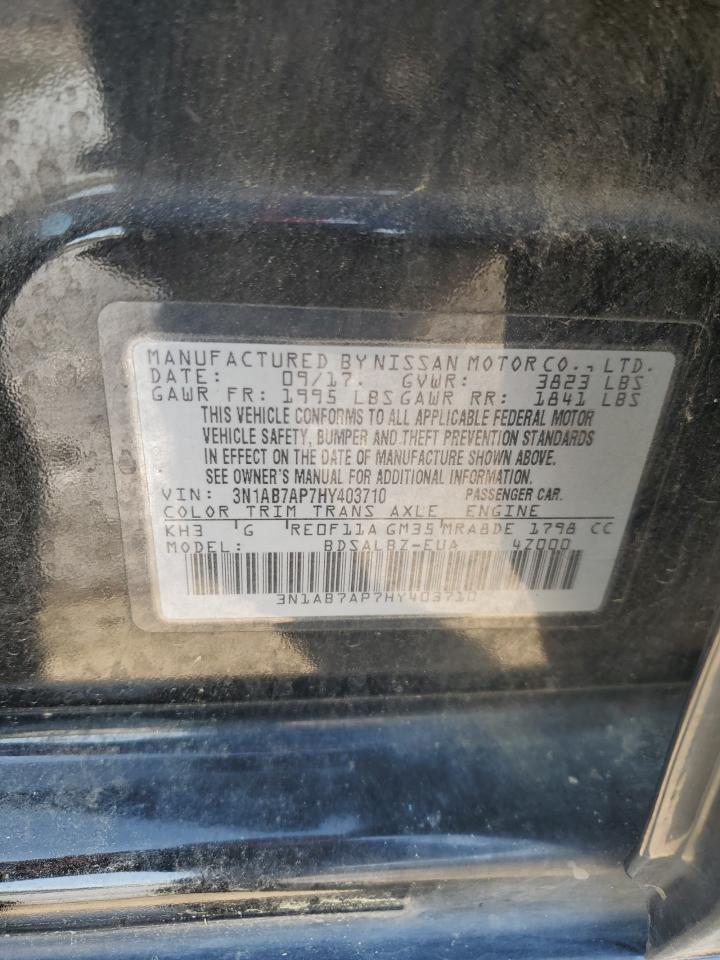 MANUFACTURED BY NISSAN MOTOR CO., LTD.
DATE: 09/17. GVWR: 3823 LBS
GAWR FR: 1995 LBS GAWR RR: 1841 LBS
THIS VEHICLE CONFORMS TO ALL APPLICABLE FEDERAL MOTOR
VEHICLE SAFETY, BUMPER AND THEFT PREVENTION STANDARDS
IN EFFECT ON THE DATE OF MANUFACTURE SHOWN ABOVE.
SEE OWNER'S MANUAL FOR ADDITIONAL INFORMATION
VIN: 3N1AB7AP7HY403710 PASSENGER CAR.
COLOR TRIM TRANS AXLE ENGINE
KH3 G RE0F11A GM35 MRA8DE 1798 CC
MODEL: BDSALBZ-EUA 4Z000
3N1AB7AP7HY403710